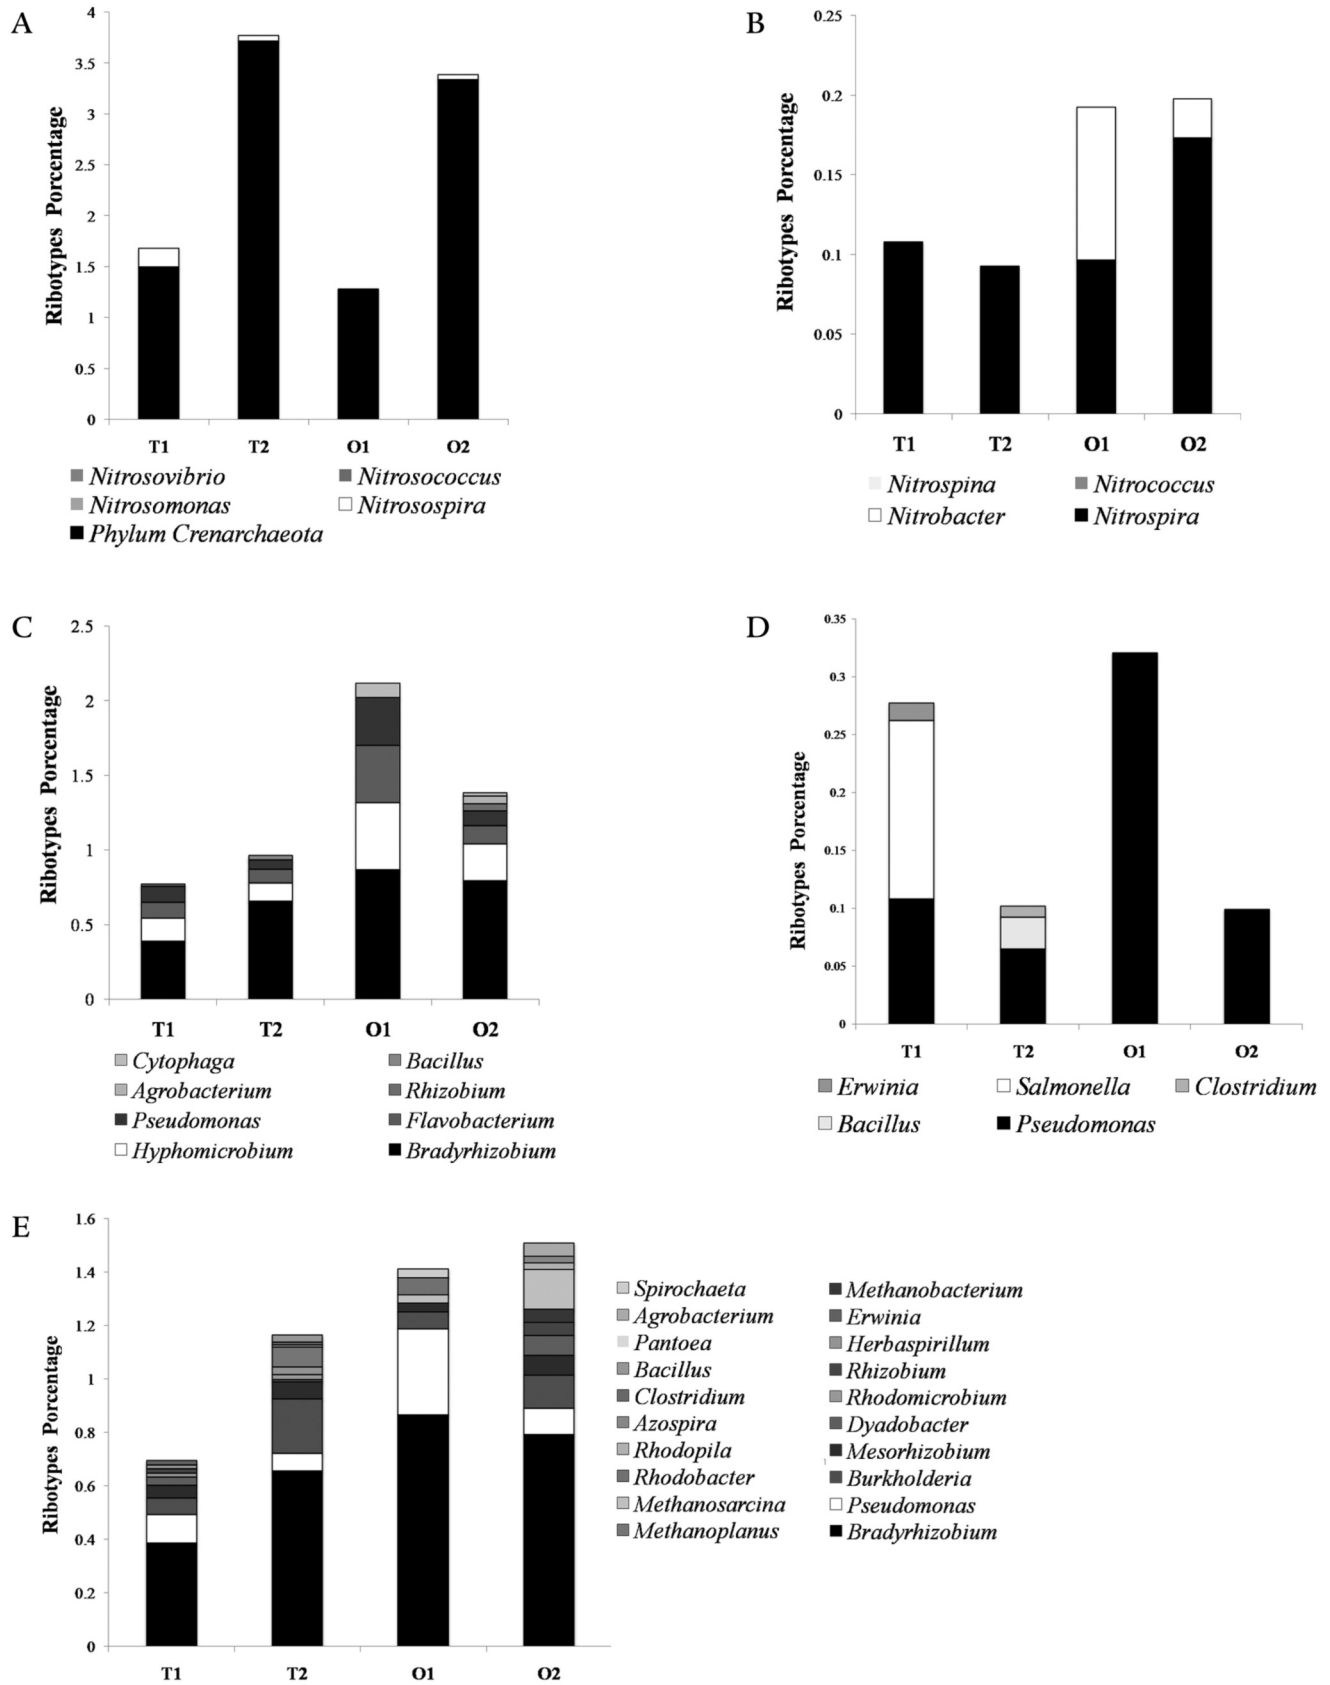 A
4
3.5
3
2.5
2
1.5
1
0.5
0
Ribotypes Porcentage
T1 T2 O1 O2
Nitrosovibrio Nitrosococcus
Nitrosomonas Nitrosospira
Phylum Crenarchaeota
B
0.25
0.2
0.15
0.1
0.05
0
Ribotypes Porcentage
T1 T2 O1 O2
Nitrospina Nitrococcus
Nitrobacter Nitrospira
C
2.5
2
1.5
1
0.5
0
Ribotypes Porcentage
T1 T2 O1 O2
Cytophaga Bacillus
Agrobacterium Rhizobium
Pseudomonas Flavobacterium
Hyphomicrobium Bradyrhizobium
D
0.35
0.3
0.25
0.2
0.15
0.1
0.05
0
Ribotypes Porcentage
T1 T2 O1 O2
Erwinia Salmonella Clostridium
Bacillus Pseudomonas
E
1.6
1.4
1.2
1
0.8
0.6
0.4
0.2
0
Ribotypes Porcentage
T1 T2 O1 O2
Spirochaeta Methanobacterium
Agrobacterium Erwinia
Pantoea Herbaspirillum
Bacillus Rhizobium
Clostridium Rhodomicrobium
Azospira Dyadobacter
Rhodopila Mesorhizobium
Rhodobacter Burkholderia
Methanosarcina Pseudomonas
Methanoplanus Bradyrhizobium